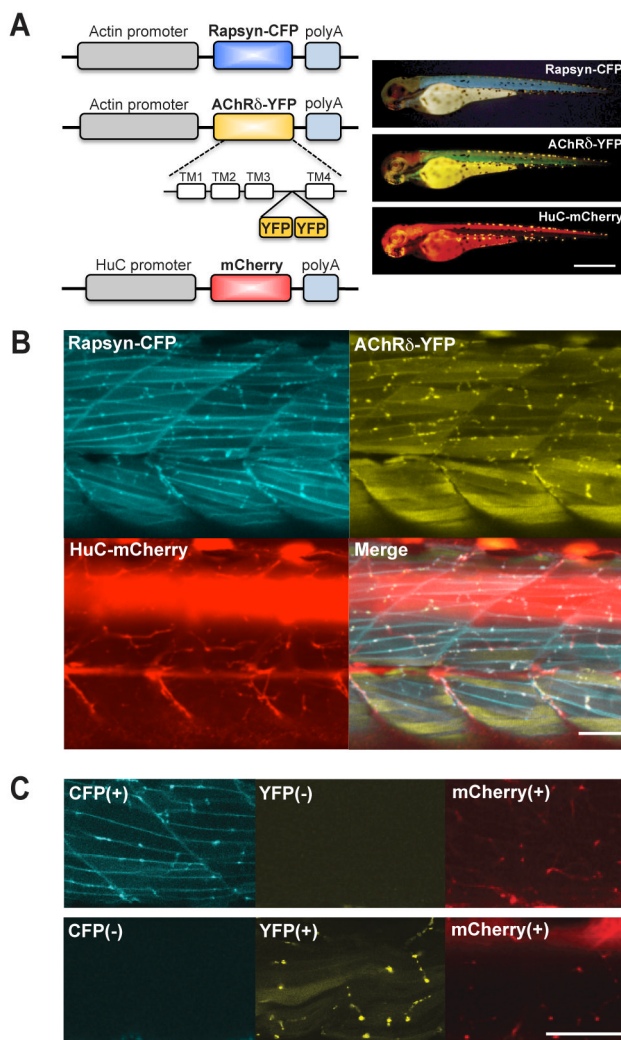 A
Actin promoter Rapsyn-CFP polyA
Actin promoter AChRδ-YFP polyA
TM1 TM2 TM3 TM4
YFP YFP
HuC promoter mCherry polyA
Rapsyn-CFP
AChRδ-YFP
HuC-mCherry
B
Rapsyn-CFP AChRδ-YFP
HuC-mCherry Merge
C
CFP(+) YFP(-) mCherry(+)
CFP(-) YFP(+) mCherry(+)